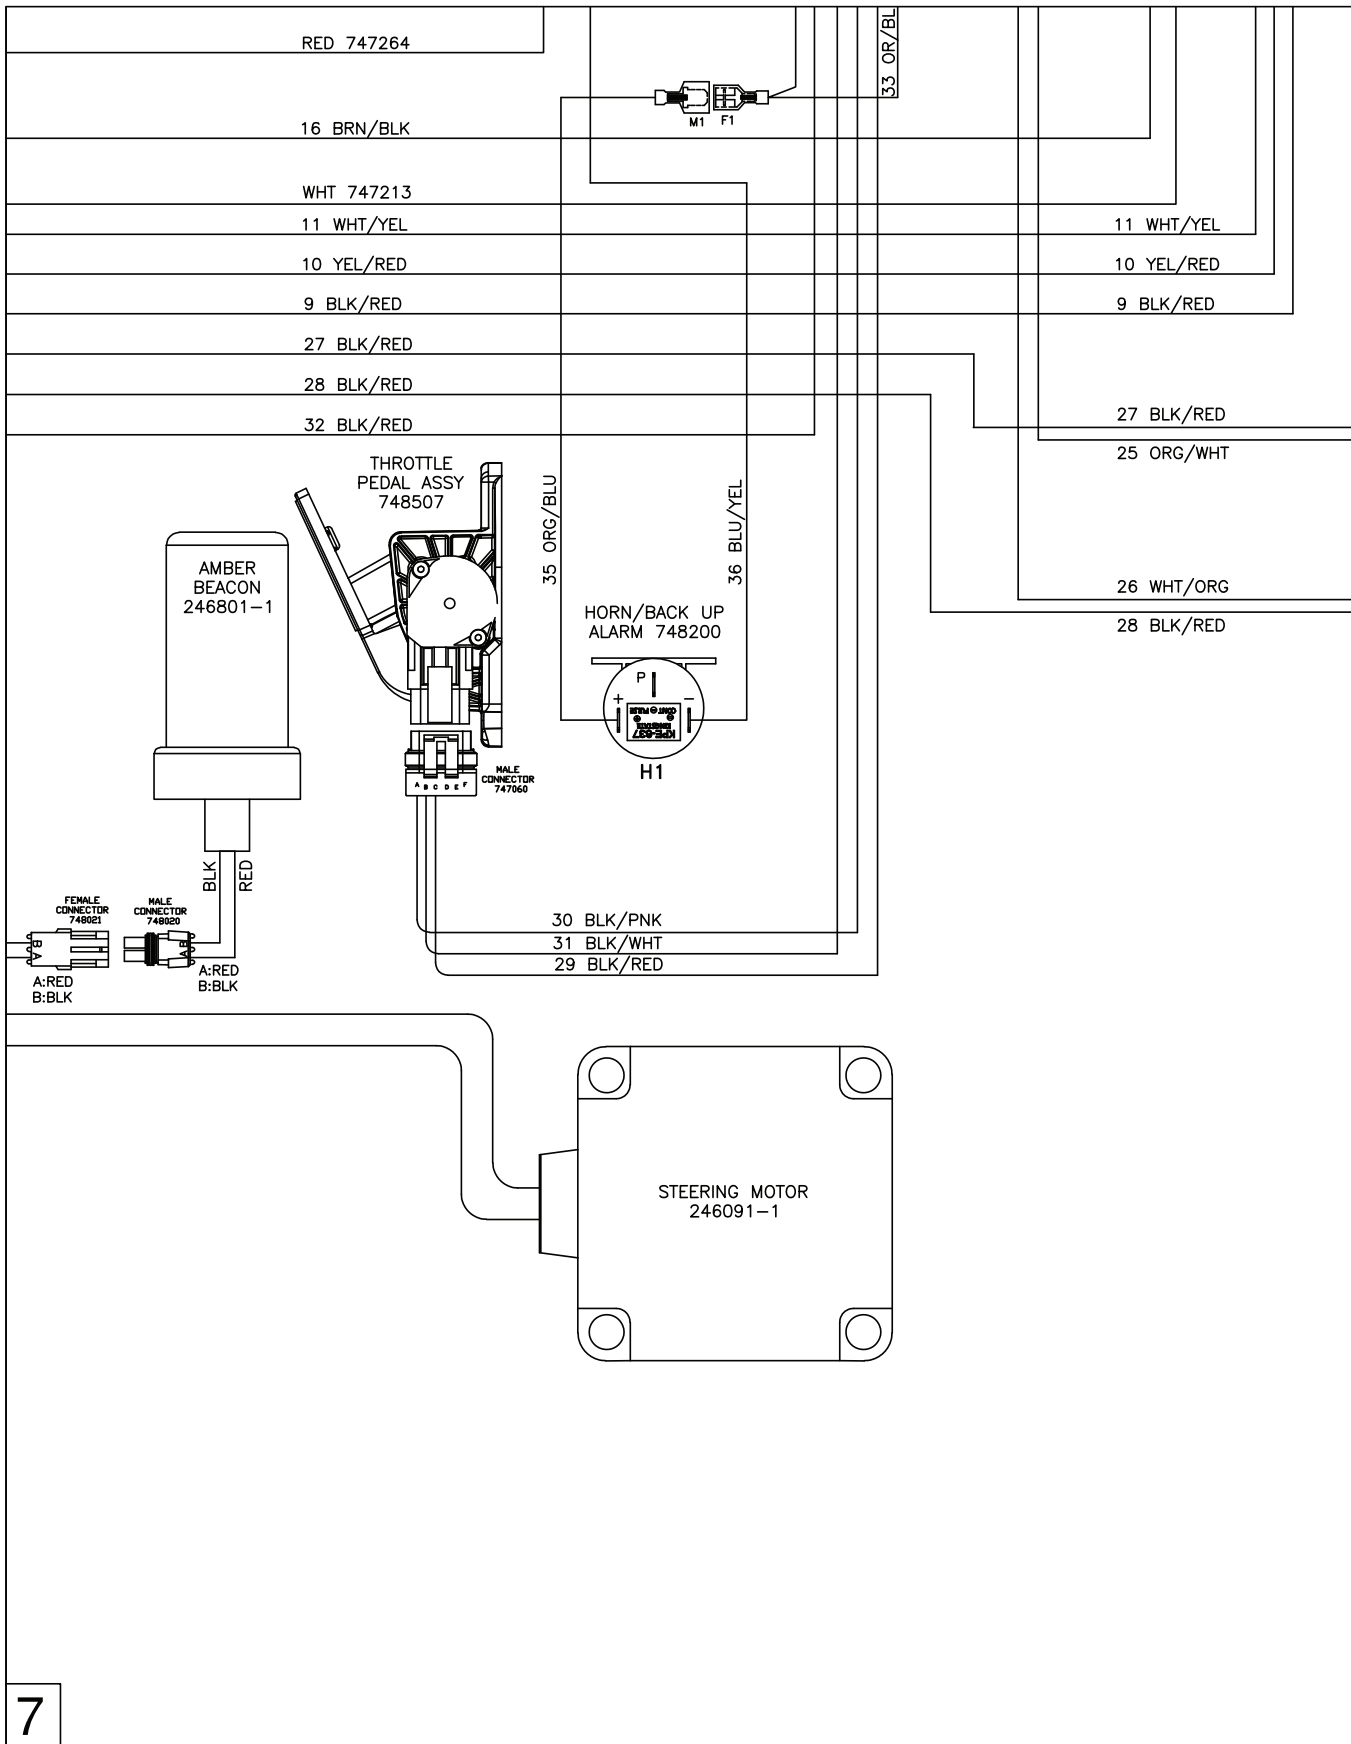 RED 747264
33 OR/BL
M1 F1
16 BRN/BLK
WHT 747213
11 WHT/YEL
11 WHT/YEL
10 YEL/RED
10 YEL/RED
9 BLK/RED
9 BLK/RED
27 BLK/RED
28 BLK/RED
32 BLK/RED
27 BLK/RED
25 ORG/WHT
THROTTLE
PEDAL ASSY
748507
35 ORG/BLU
36 BLU/YEL
AMBER
BEACON
246801-1
26 WHT/ORG
28 BLK/RED
HORN/BACK UP
ALARM 748200
P
+ -
CONT PULSE
KPE-637
H1
MALE
CONNECTOR
747060
A B C D E F
BLK
RED
FEMALE
CONNECTOR
748021
MALE
CONNECTOR
748020
B
A
B
A
A:RED
B:BLK
A:RED
B:BLK
30 BLK/PNK
31 BLK/WHT
29 BLK/RED
STEERING MOTOR
246091-1
7